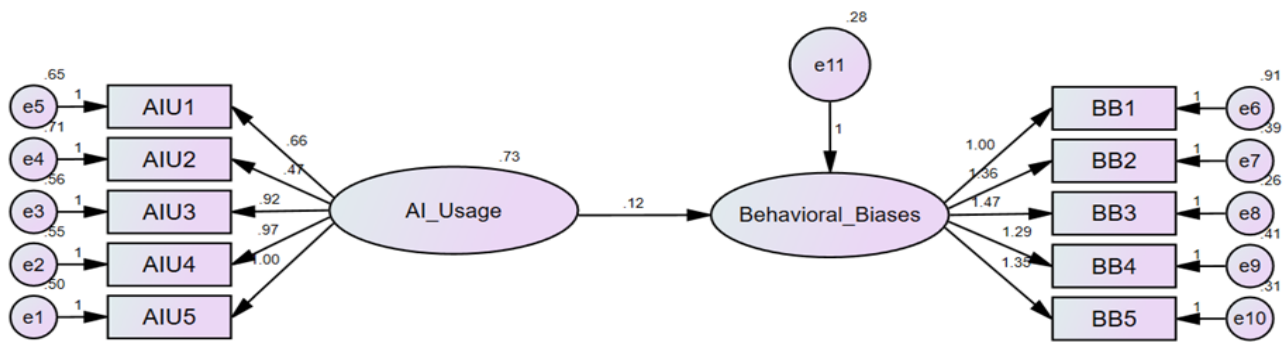 .28
e11
1
.65
e5
1
AIU1
.71
e4
1
AIU2
.56
e3
1
AIU3
.55
e2
1
AIU4
.50
e1
1
AIU5
.66
.47
.92
.97
1.00
.73
AI_Usage
.12
Behavioral_Biases
1.00
1.36
1.47
1.29
1.35
.91
BB1
1
e6
.39
BB2
1
e7
.26
BB3
1
e8
.41
BB4
1
e9
.31
BB5
1
e10